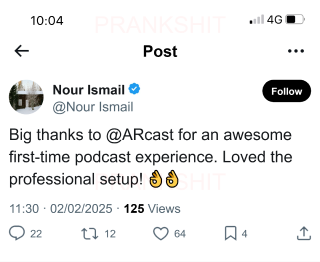 10:04
PRANKSHIT
4G
Post
Nour Ismail
Follow
@Nour Ismail
Big thanks to @ARcast for an awesome
first-time podcast experience. Loved the
professional setup! 👌👌
PRANKSHIT
11:30 · 02/02/2025 · 125 Views
22 12 64 4